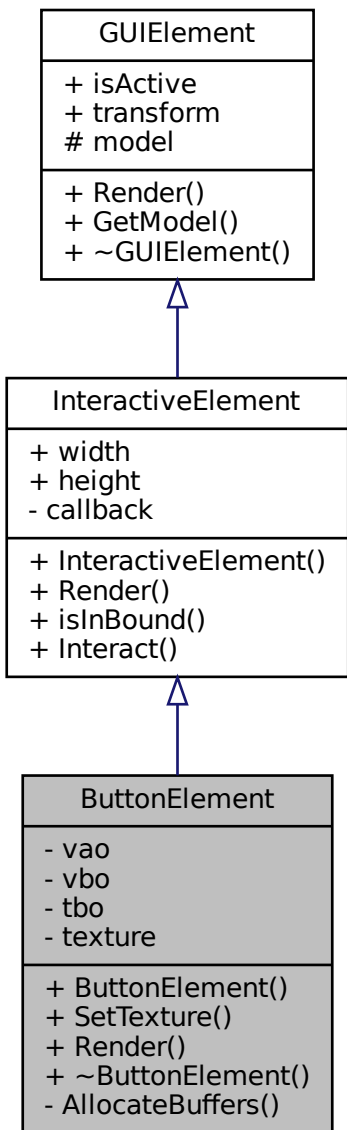 GUIElement
+ isActive
+ transform
# model
+ Render()
+ GetModel()
+ ~GUIElement()
InteractiveElement
+ width
+ height
- callback
+ InteractiveElement()
+ Render()
+ isInBound()
+ Interact()
ButtonElement
- vao
- vbo
- tbo
- texture
+ ButtonElement()
+ SetTexture()
+ Render()
+ ~ButtonElement()
- AllocateBuffers()